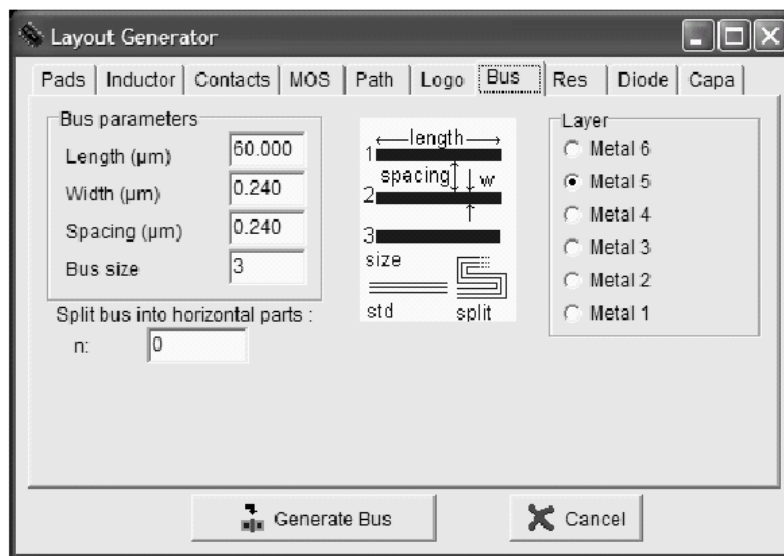 Layout Generator
Pads Inductor Contacts MOS Path Logo Bus Res Diode Capa
Bus parameters
Length (µm) 60.000
Width (µm) 0.240
Spacing (µm) 0.240
Bus size 3
Split bus into horizontal parts :
n: 0
length
1
spacing w
2
3
size
std split
Layer
Metal 6
Metal 5
Metal 4
Metal 3
Metal 2
Metal 1
Generate Bus Cancel